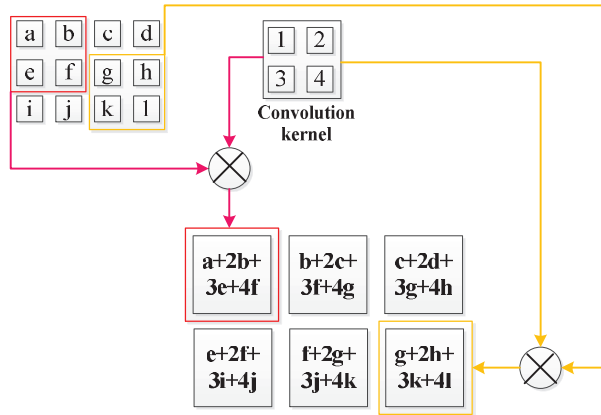 a b c d
1 2
e f g h
3 4
i j k l
Convolution
kernel
a+2b+
3e+4f
b+2c+
3f+4g
c+2d+
3g+4h
e+2f+
3i+4j
f+2g+
3j+4k
g+2h+
3k+4l